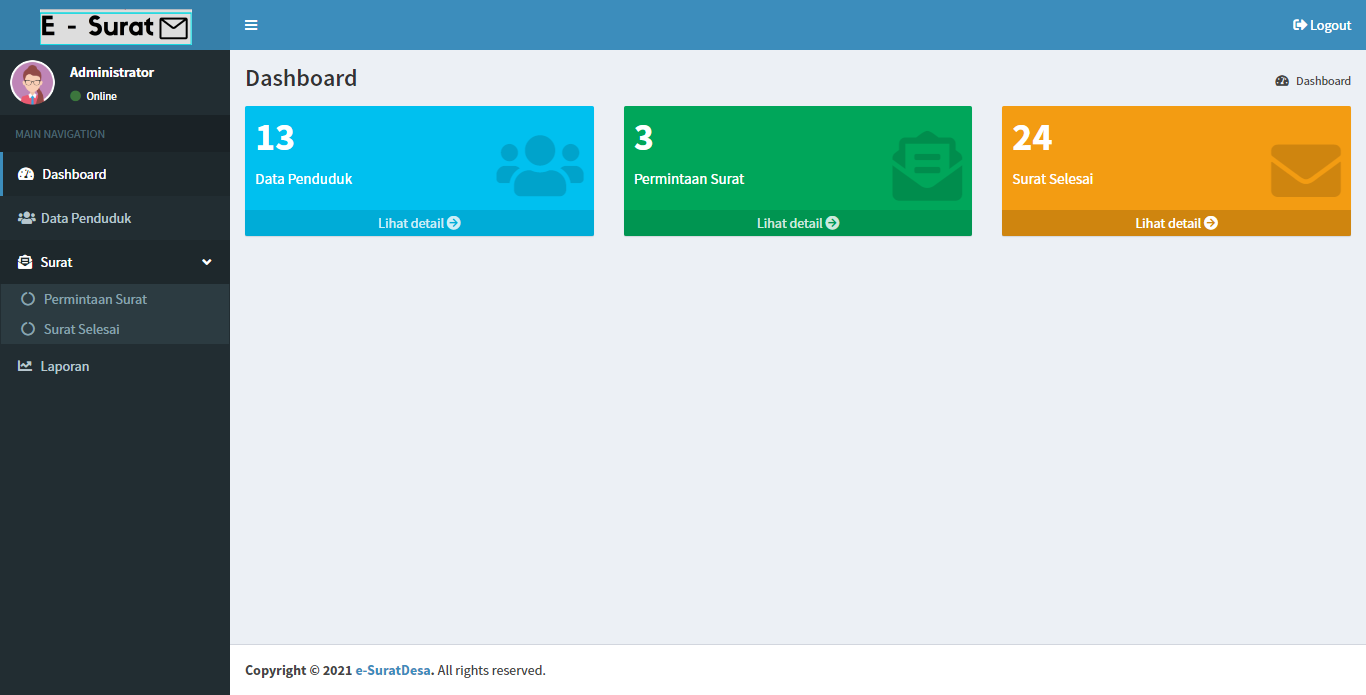 E - Surat
Logout
Administrator
Online
MAIN NAVIGATION
Dashboard
Data Penduduk
Surat
Permintaan Surat
Surat Selesai
Laporan
Dashboard
Dashboard
13
Data Penduduk
Lihat detail
3
Permintaan Surat
Lihat detail
24
Surat Selesai
Lihat detail
Copyright © 2021 e-SuratDesa. All rights reserved.